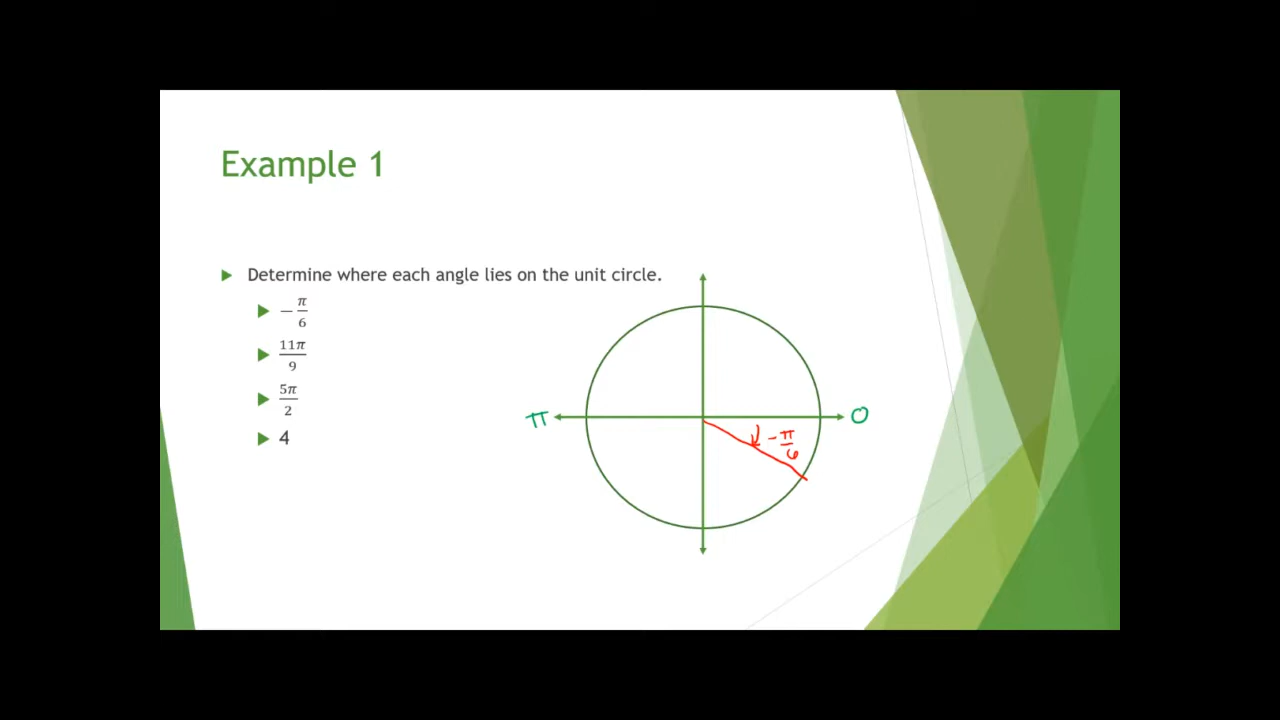 Example 1
Determine where each angle lies on the unit circle.
−π/6
11π/9
5π/2
4
π
0
−π/6